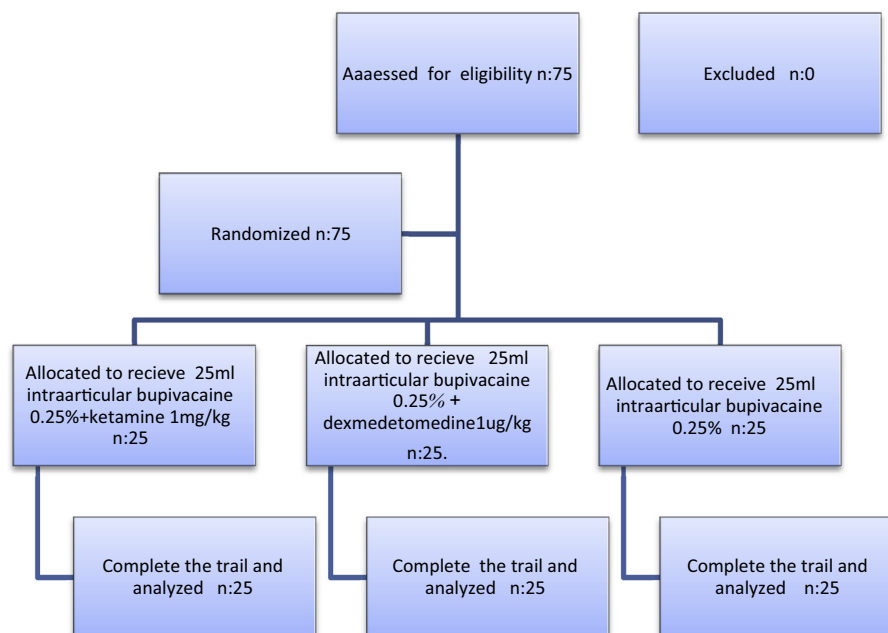 Aaaessed for eligibility n:75
Excluded n:0
Randomized n:75
Allocated to recieve 25ml
intraarticular bupivacaine
0.25%+ketamine 1mg/kg
n:25
Allocated to recieve 25ml
intraarticular bupivacaine
0.25% +
dexmedetomedine1ug/kg
n:25.
Allocated to receive 25ml
intraarticular bupivacaine
0.25% n:25
Complete the trail and
analyzed n:25
Complete the trail and
analyzed n:25
Complete the trail and
analyzed n:25